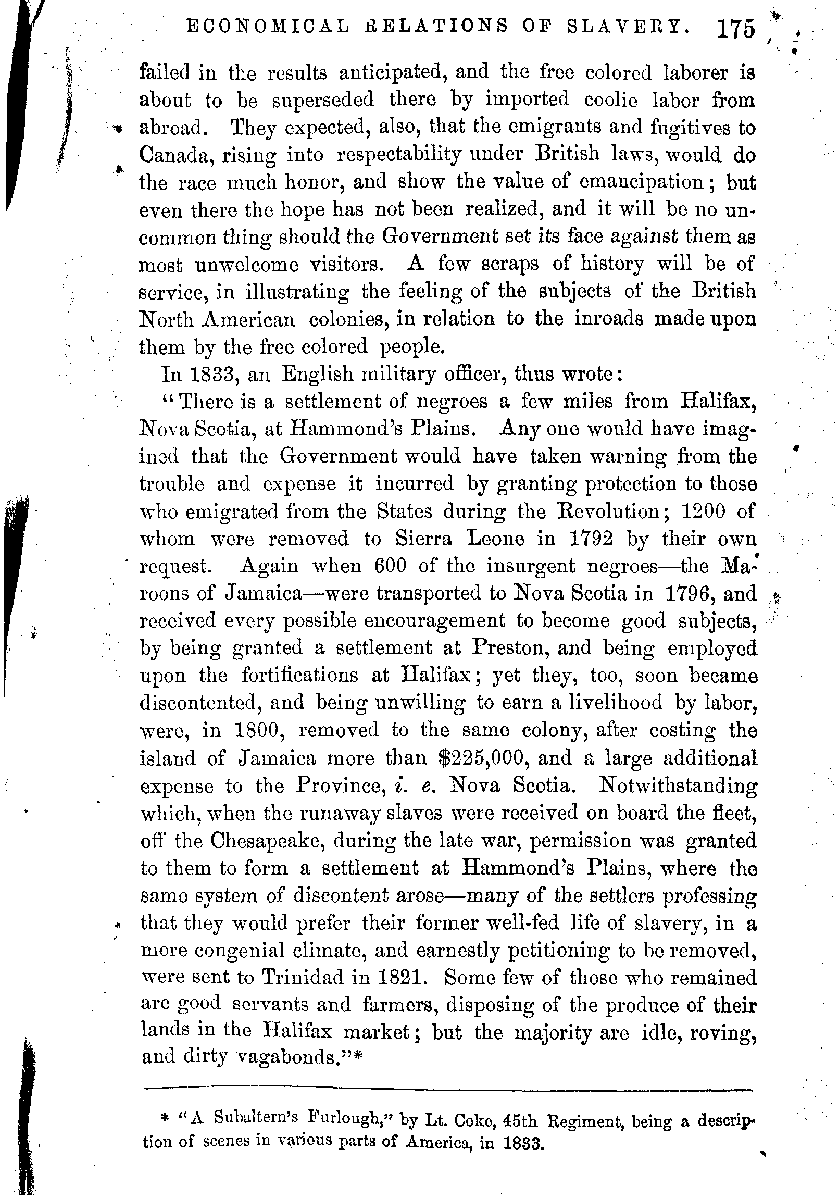 ECONOMICAL RELATIONS OF SLAVERY. 175
failed in the results anticipated, and the free colored laborer is
about to be superseded there by imported coolie labor from
abroad. They expected, also, that the emigrants and fugitives to
Canada, rising into respectability under British laws, would do
the race much honor, and show the value of emancipation; but
even there the hope has not been realized, and it will be no un-
common thing should the Government set its face against them as
most unwelcome visitors. A few scraps of history will be of
service, in illustrating the feeling of the subjects of the British
North American colonies, in relation to the inroads made upon
them by the free colored people.
In 1833, an English military officer, thus wrote:
"There is a settlement of negroes a few miles from Halifax,
Nova Scotia, at Hammond's Plains. Any one would have imag-
ined that the Government would have taken warning from the
trouble and expense it incurred by granting protection to those
who emigrated from the States during the Revolution; 1200 of
whom were removed to Sierra Leone in 1792 by their own
request. Again when 600 of the insurgent negroes—the Ma-
roons of Jamaica—were transported to Nova Scotia in 1796, and
received every possible encouragement to become good subjects,
by being granted a settlement at Preston, and being employed
upon the fortifications at Halifax; yet they, too, soon became
discontented, and being unwilling to earn a livelihood by labor,
were, in 1800, removed to the same colony, after costing the
island of Jamaica more than $225,000, and a large additional
expense to the Province, i. e. Nova Scotia. Notwithstanding
which, when the runaway slaves were received on board the fleet,
off the Chesapeake, during the late war, permission was granted
to them to form a settlement at Hammond's Plains, where the
same system of discontent arose—many of the settlers professing
that they would prefer their former well-fed life of slavery, in a
more congenial climate, and earnestly petitioning to be removed,
were sent to Trinidad in 1821. Some few of those who remained
are good servants and farmers, disposing of the produce of their
lands in the Halifax market; but the majority are idle, roving,
and dirty vagabonds."*
* "A Subaltern's Furlough," by Lt. Coke, 45th Regiment, being a descrip-
tion of scenes in various parts of America, in 1833.